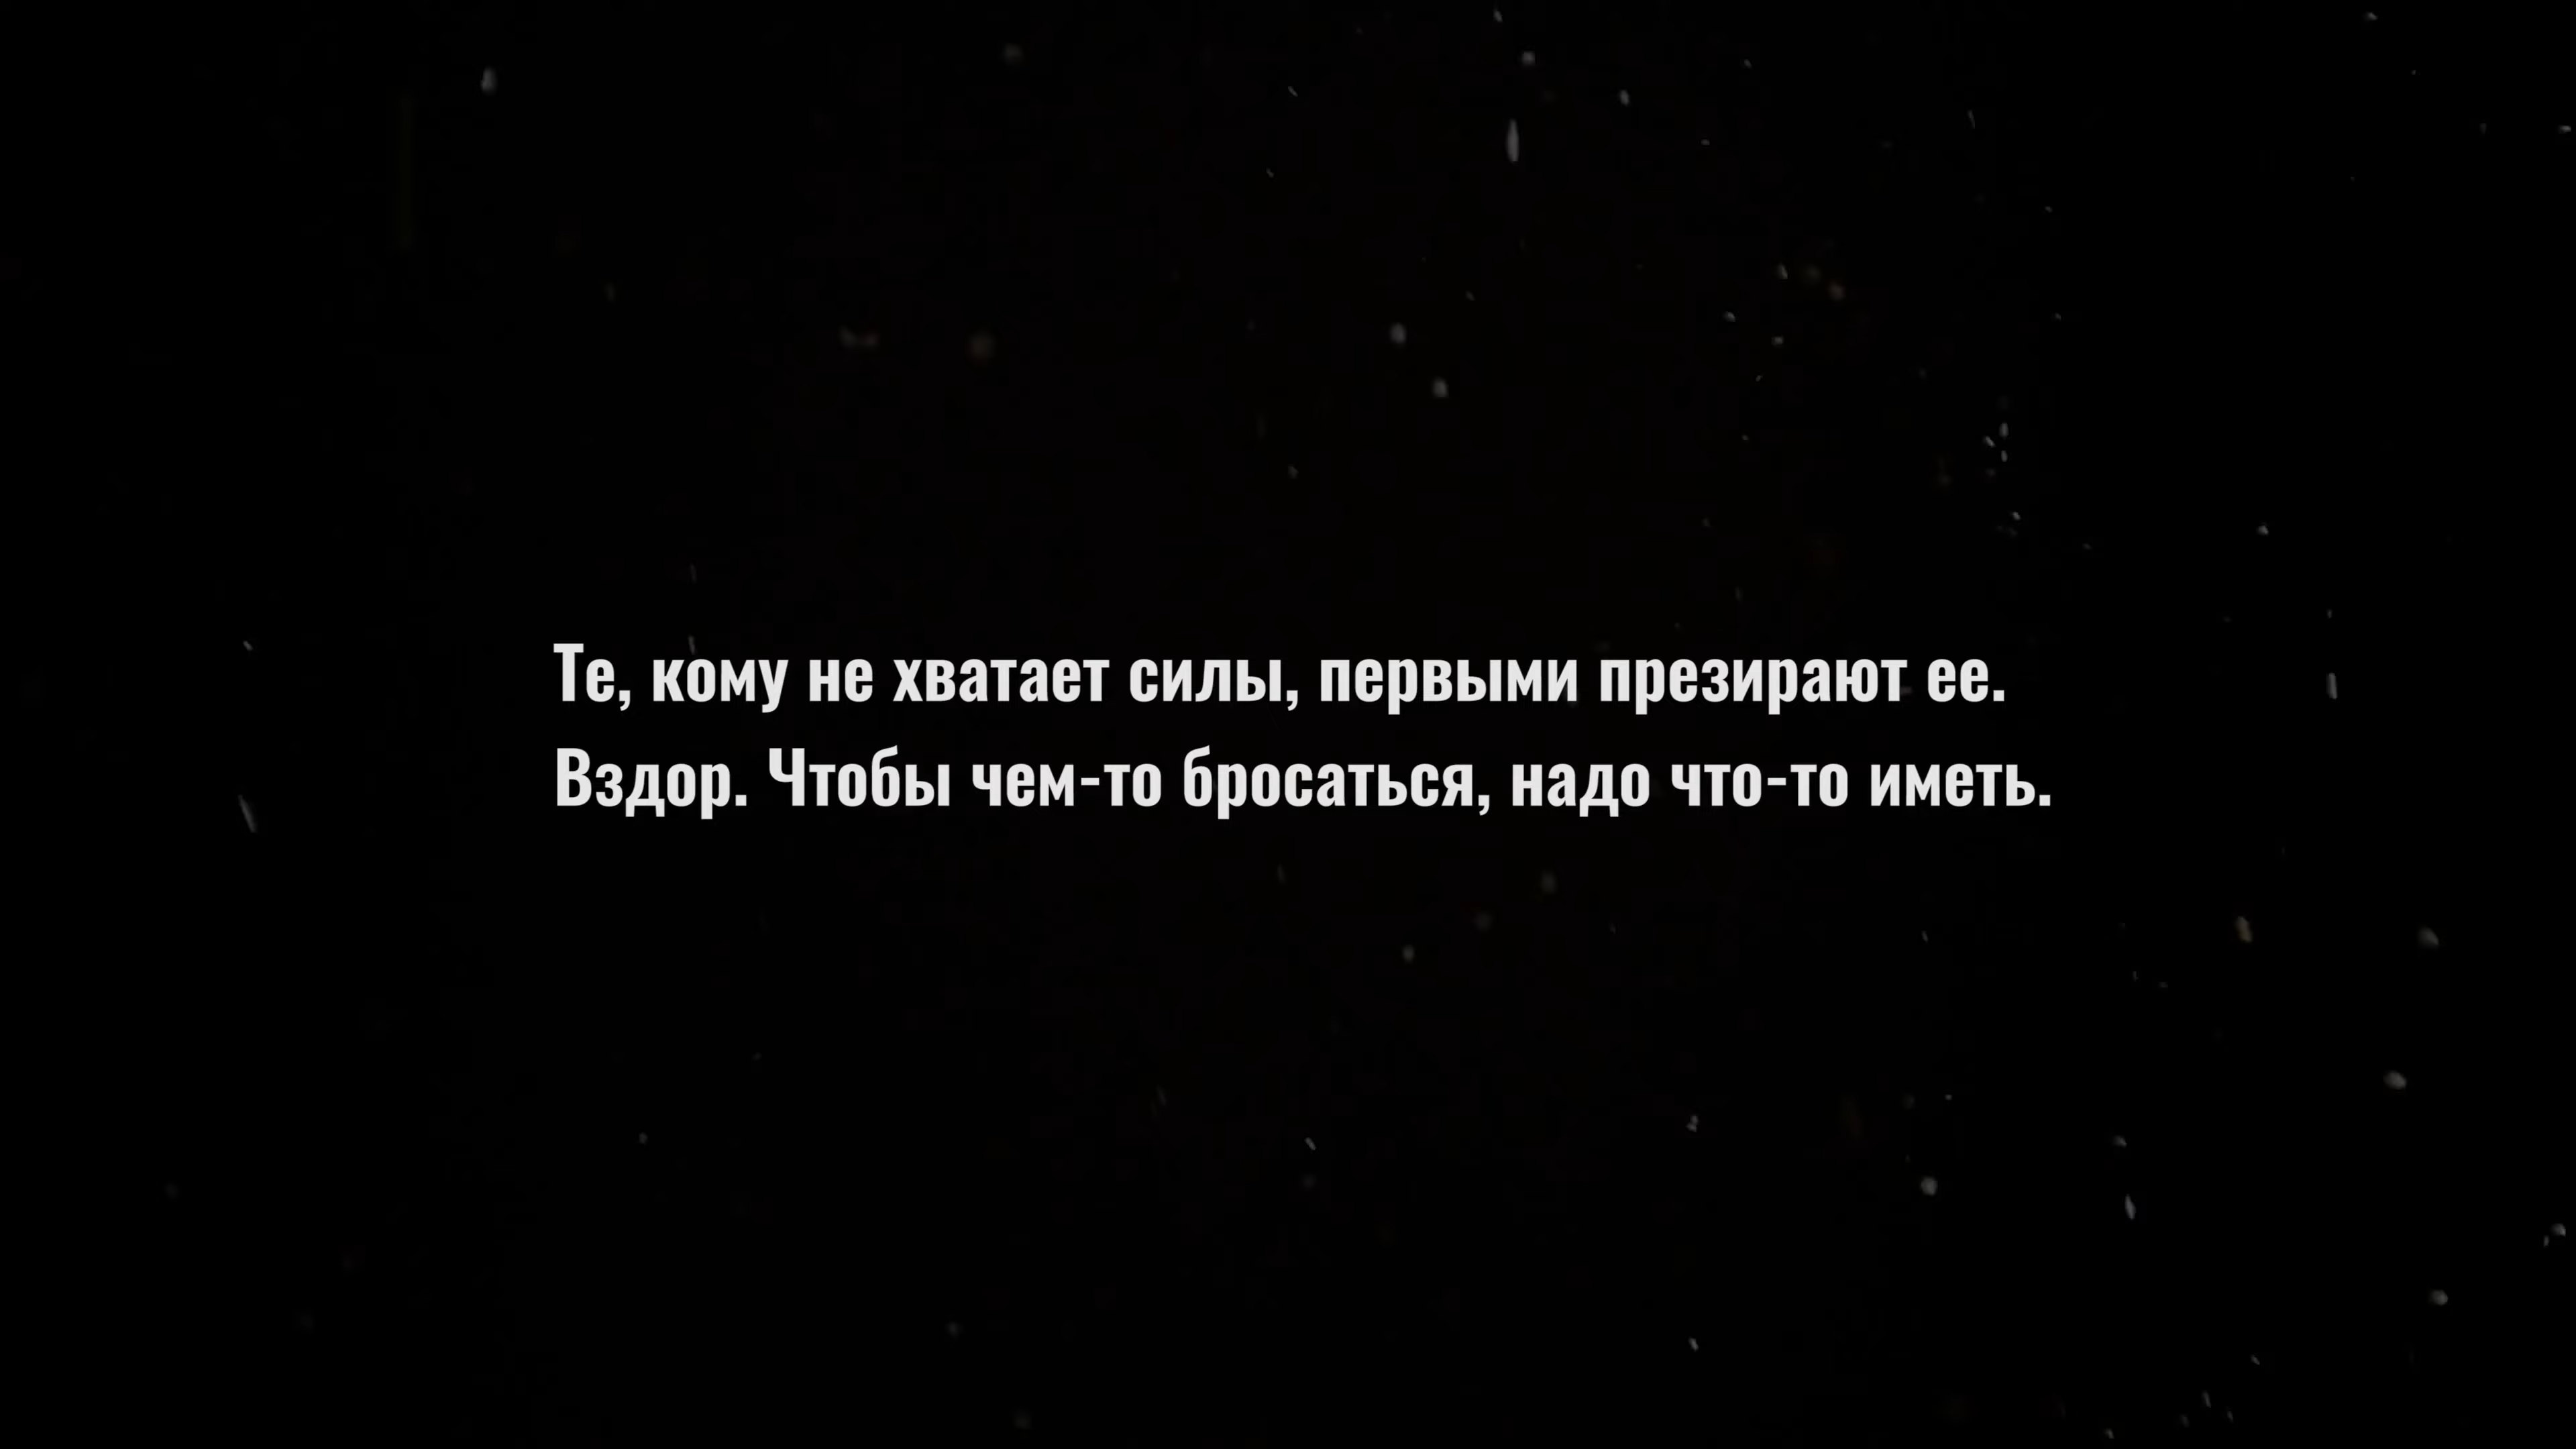 Те, кому не хватает силы, первыми презирают ее.
Вздор. Чтобы чем-то бросаться, надо что-то иметь.